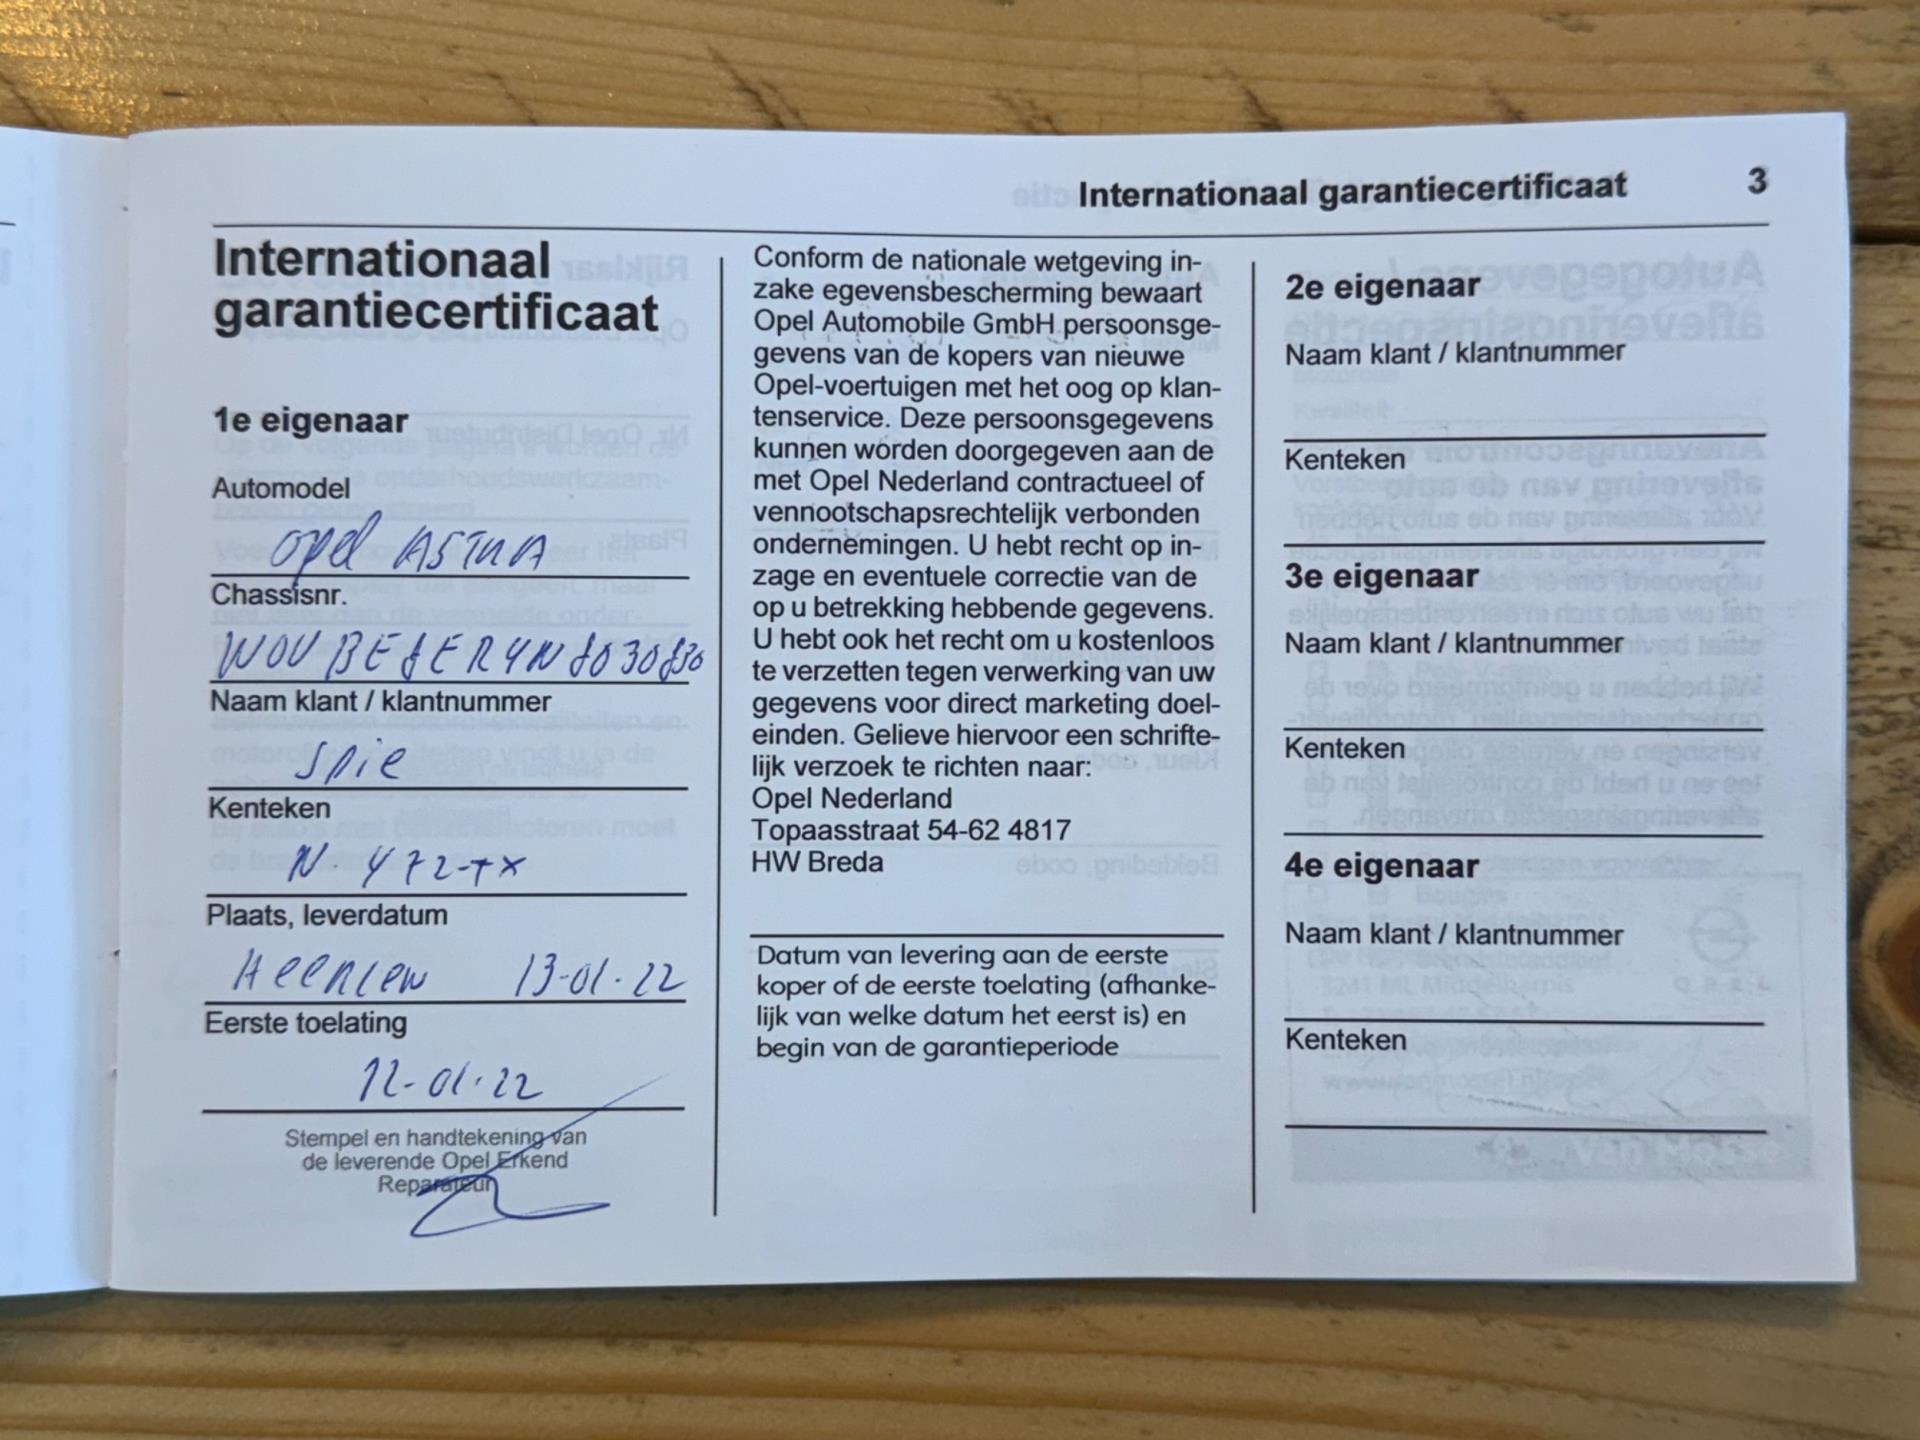 Internationaal garantiecertificaat 3
Internationaal
garantiecertificaat
1e eigenaar
Automodel
Opel ASTRA
Chassisnr.
WOVBE8ER4N8030830
Naam klant / klantnummer
Spie
Kenteken
N-472-TX
Plaats, leverdatum
Heerlen 13-01-22
Eerste toelating
12-01-22
Stempel en handtekening van
de leverende Opel Erkend
Reparateur
Conform de nationale wetgeving in-
zake egevensbescherming bewaart
Opel Automobile GmbH persoonsge-
gevens van de kopers van nieuwe
Opel-voertuigen met het oog op klan-
tenservice. Deze persoonsgegevens
kunnen worden doorgegeven aan de
met Opel Nederland contractueel of
vennootschapsrechtelijk verbonden
ondernemingen. U hebt recht op in-
zage en eventuele correctie van de
op u betrekking hebbende gegevens.
U hebt ook het recht om u kostenloos
te verzetten tegen verwerking van uw
gegevens voor direct marketing doel-
einden. Gelieve hiervoor een schrifte-
lijk verzoek te richten naar:
Opel Nederland
Topaasstraat 54-62 4817
HW Breda
Datum van levering aan de eerste
koper of de eerste toelating (afhanke-
lijk van welke datum het eerst is) en
begin van de garantieperiode
2e eigenaar
Naam klant / klantnummer
Kenteken
3e eigenaar
Naam klant / klantnummer
Kenteken
4e eigenaar
Naam klant / klantnummer
Kenteken